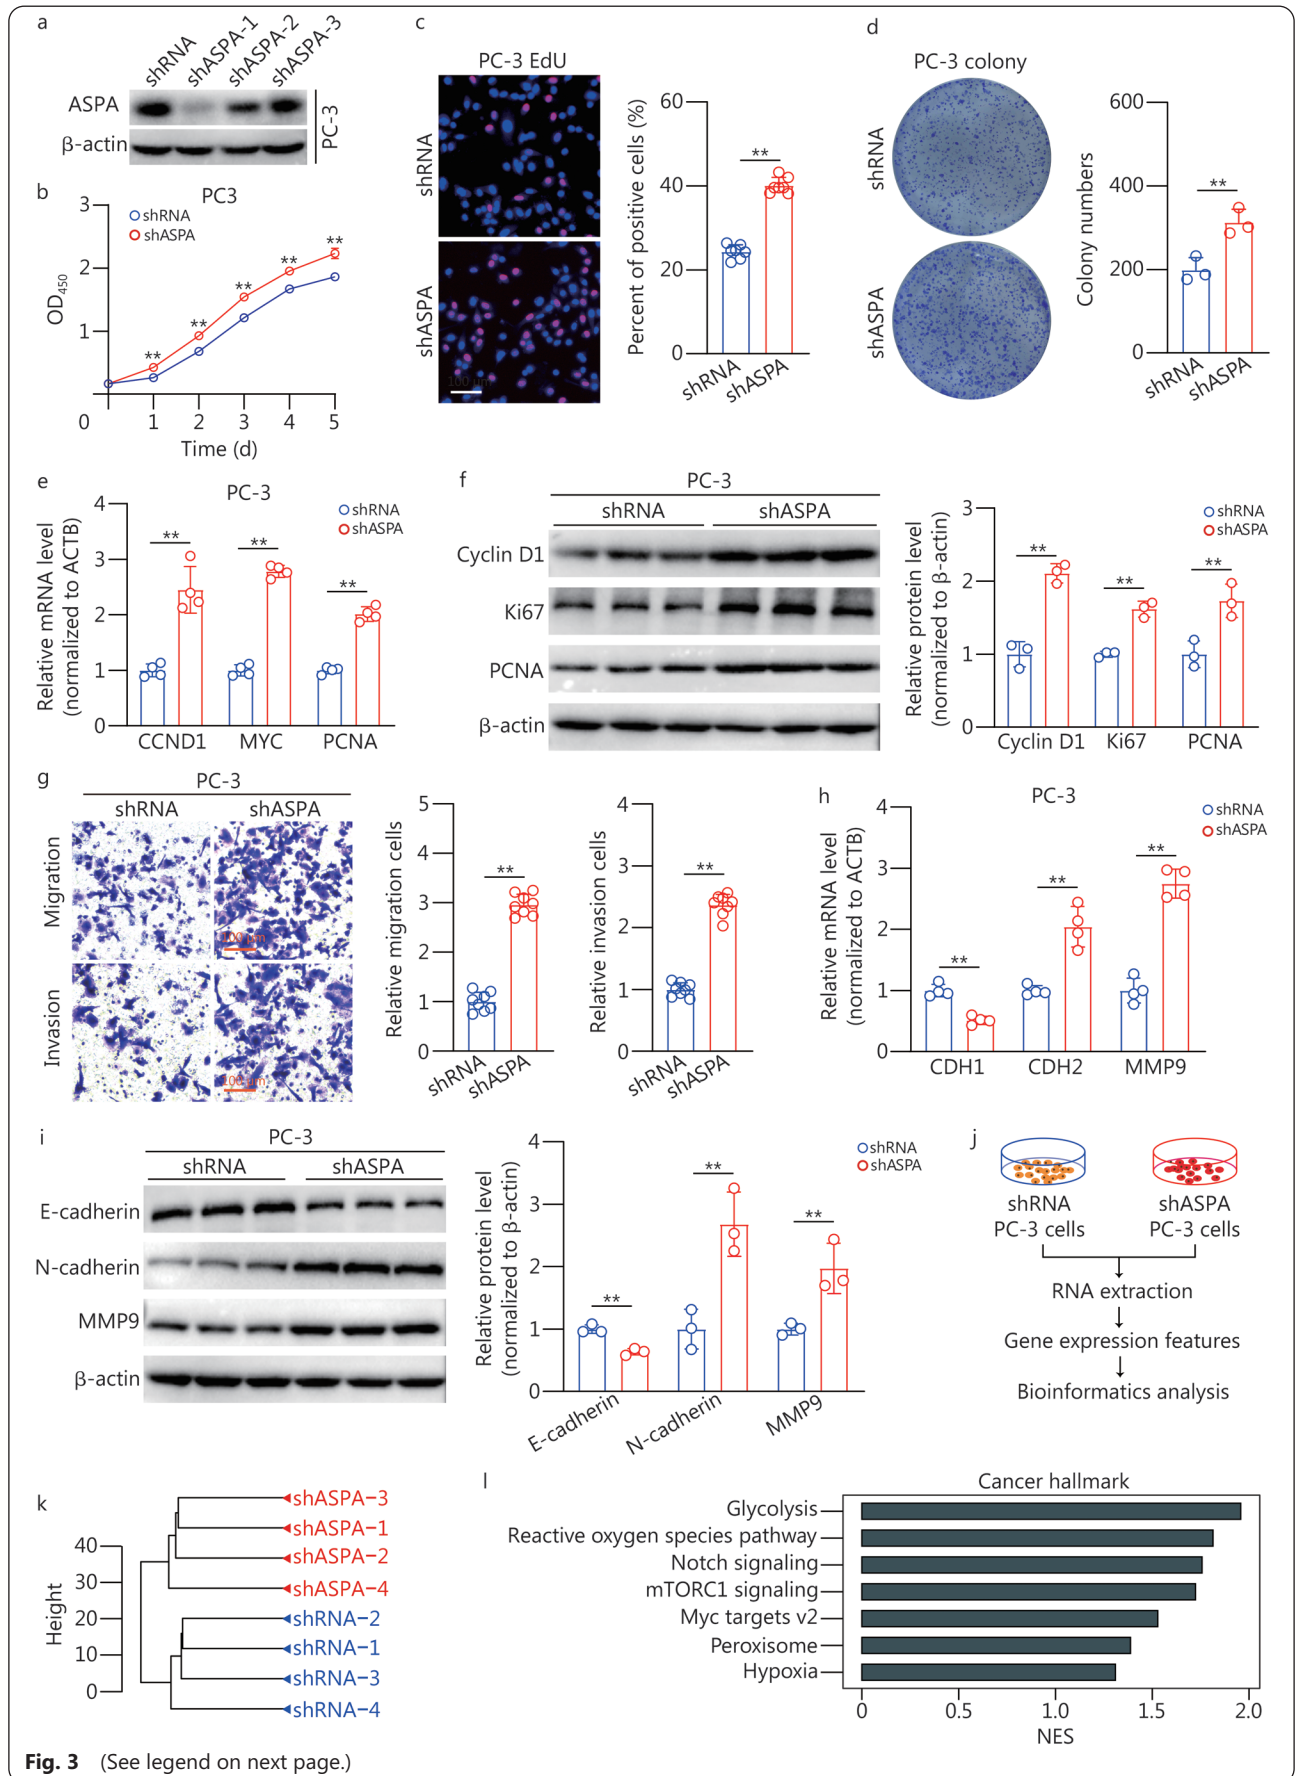 a
shRNA
shASPA-1
shASPA-2
shASPA-3
ASPA
β-actin
PC-3
b
PC3
shRNA
shASPA
3
2
1
0
OD450
** ** ** ** **
1 2 3 4 5
Time (d)
c
PC-3 EdU
shRNA
shASPA
100 μm
Percent of positive cells (%)
60
40
20
0
**
shRNA
shASPA
d
PC-3 colony
shRNA
shASPA
Colony numbers
600
400
200
0
**
shRNA
shASPA
e
PC-3
shRNA
shASPA
Relative mRNA level
(normalized to ACTB)
4
3
2
1
0
** ** **
CCND1 MYC PCNA
f
PC-3
shRNA shASPA
Cyclin D1
Ki67
PCNA
β-actin
shRNA
shASPA
Relative protein level
(normalized to β-actin)
3
2
1
0
** ** **
Cyclin D1 Ki67 PCNA
g
PC-3
shRNA shASPA
Migration
100 μm
Invasion
100 μm
Relative migration cells
5
4
3
2
1
0
**
shRNA
shASPA
Relative invasion cells
4
3
2
1
0
**
shRNA
shASPA
h
PC-3
shRNA
shASPA
Relative mRNA level
(normalized to ACTB)
4
3
2
1
0
** ** **
CDH1 CDH2 MMP9
i
PC-3
shRNA shASPA
E-cadherin
N-cadherin
MMP9
β-actin
shRNA
shASPA
Relative protein level
(normalized to β-actin)
4
3
2
1
0
** ** **
E-cadherin
N-cadherin
MMP9
j
shRNA shASPA
PC-3 cells PC-3 cells
RNA extraction
Gene expression features
Bioinformatics analysis
k
Height
40
30
20
10
0
shASPA-3
shASPA-1
shASPA-2
shASPA-4
shRNA-2
shRNA-1
shRNA-3
shRNA-4
l
Cancer hallmark
Glycolysis
Reactive oxygen species pathway
Notch signaling
mTORC1 signaling
Myc targets v2
Peroxisome
Hypoxia
0 0.5 1.0 1.5 2.0
NES
Fig. 3 (See legend on next page.)